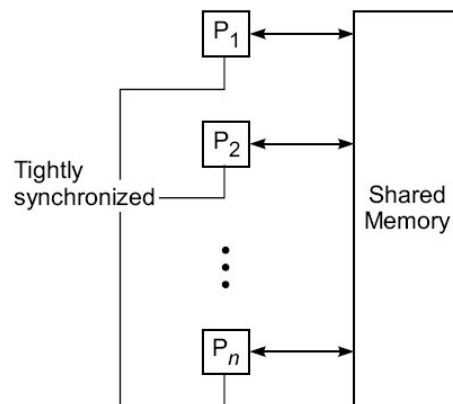 P1
P2
Tightly
synchronized
Shared
Memory
Pn